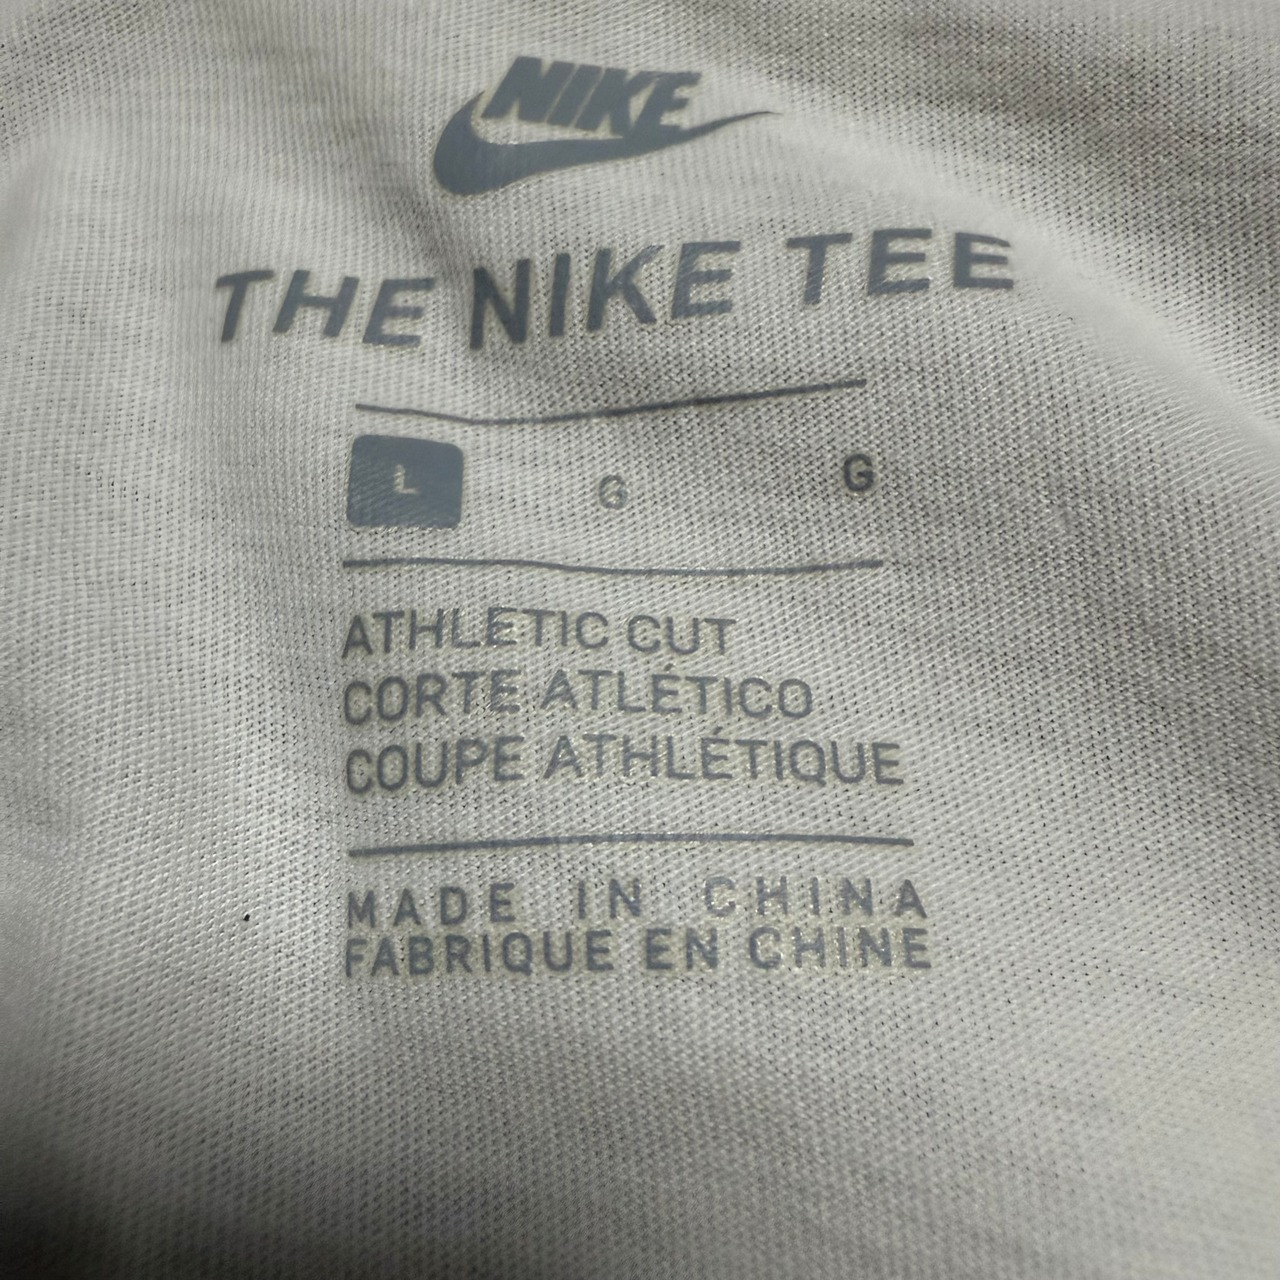 NIKE
THE NIKE TEE
L G G
ATHLETIC CUT
CORTE ATLÉTICO
COUPE ATHLÉTIQUE
MADE IN CHINA
FABRIQUE EN CHINE